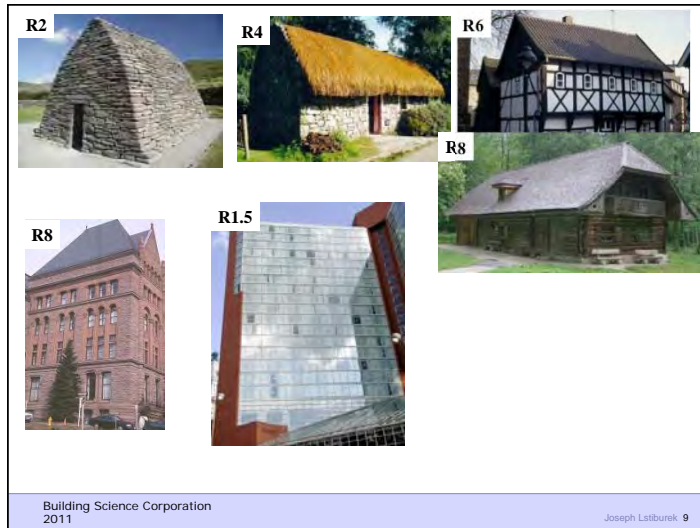 R2
R4
R6
R8
R8
R1.5
Building Science Corporation
2011
Joseph Lstiburek 9